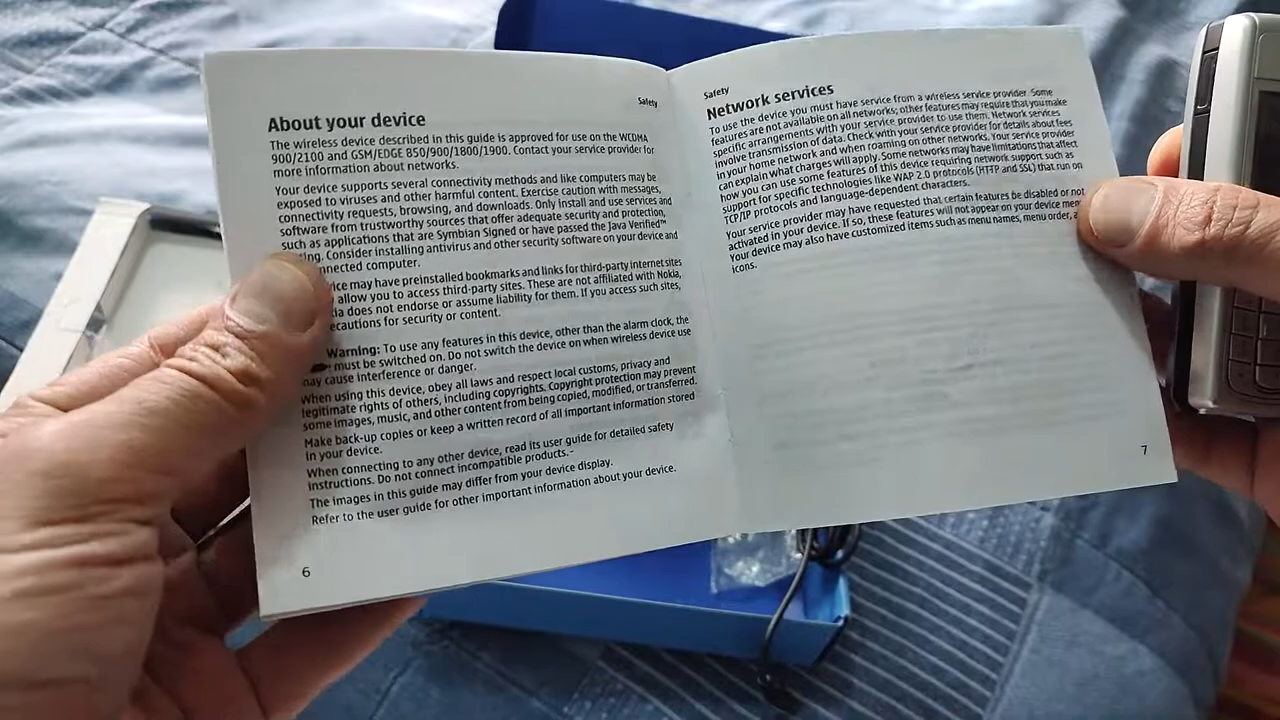 Safety
About your device
The wireless device described in this guide is approved for use on the WCDMA
900/2100 and GSM/EDGE 850/900/1800/1900. Contact your service provider for
more information about networks.
Your device supports several connectivity methods and like computers may be
exposed to viruses and other harmful content. Exercise caution with messages,
connectivity requests, browsing, and downloads. Only install and use services and
software from trustworthy sources that offer adequate security and protection,
such as applications that are Symbian Signed or have passed the Java Verified™
ing. Consider installing antivirus and other security software on your device and
nnected computer.
ice may have preinstalled bookmarks and links for third-party internet sites
allow you to access third-party sites. These are not affiliated with Nokia,
ia does not endorse or assume liability for them. If you access such sites,
ecautions for security or content.
Warning: To use any features in this device, other than the alarm clock, the
must be switched on. Do not switch the device on when wireless device use
may cause interference or danger.
When using this device, obey all laws and respect local customs, privacy and
legitimate rights of others, including copyrights. Copyright protection may prevent
some images, music, and other content from being copied, modified, or transferred.
Make back-up copies or keep a written record of all important information stored
in your device.
When connecting to any other device, read its user guide for detailed safety
instructions. Do not connect incompatible products.
The images in this guide may differ from your device display.
Refer to the user guide for other important information about your device.
6
Safety
Network services
To use the device you must have service from a wireless service provider. Some
features are not available on all networks; other features may require that you make
specific arrangements with your service provider to use them. Network services
involve transmission of data. Check with your service provider for details about fees
in your home network and when roaming on other networks. Your service provider
can explain what charges will apply. Some networks may have limitations that affect
how you can use some features of this device requiring network support such as
support for specific technologies like WAP 2.0 protocols (HTTP and SSL) that run on
TCP/IP protocols and language-dependent characters.
Your service provider may have requested that certain features be disabled or not
activated in your device. If so, these features will not appear on your device men
Your device may also have customized items such as menu names, menu order, a
icons.
7